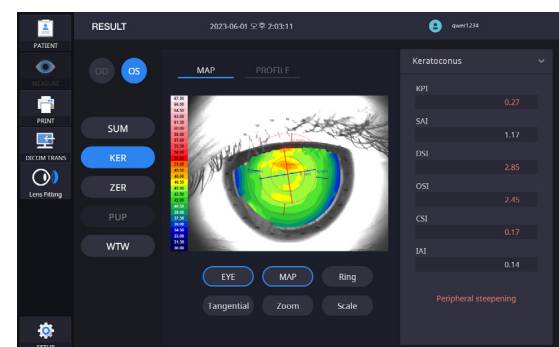 RESULT
2023-06-01 오후 2:03:11
qwer1234
PATIENT
MEASURE
PRINT
DICOM TRANS
Lens Fitting
OD
OS
SUM
KER
ZER
PUP
WTW
MAP
PROFILE
EYE
MAP
Ring
Tangential
Zoom
Scale
Keratoconus
KPI
0.27
SAI
1.17
DSI
2.85
OSI
2.45
CSI
0.17
IAI
0.14
Peripheral steepening